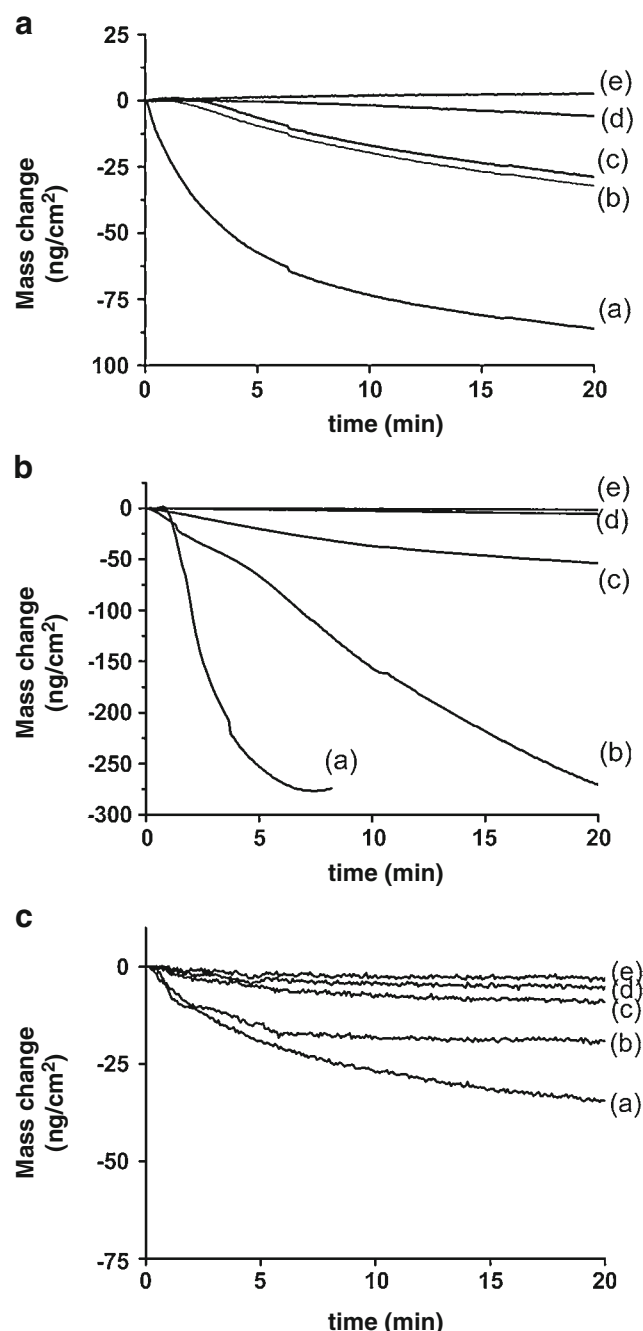 a
25
0
-25
-50
-75
100
Mass change
(ng/cm²)
0 5 10 15 20
time (min)
(e)
(d)
(c)
(b)
(a)
b
0
-50
-100
-150
-200
-250
-300
Mass change
(ng/cm²)
0 5 10 15 20
time (min)
(e)
(d)
(c)
(b)
(a)
c
0
-25
-50
-75
Mass change
(ng/cm²)
0 5 10 15 20
time (min)
(e)
(d)
(c)
(b)
(a)